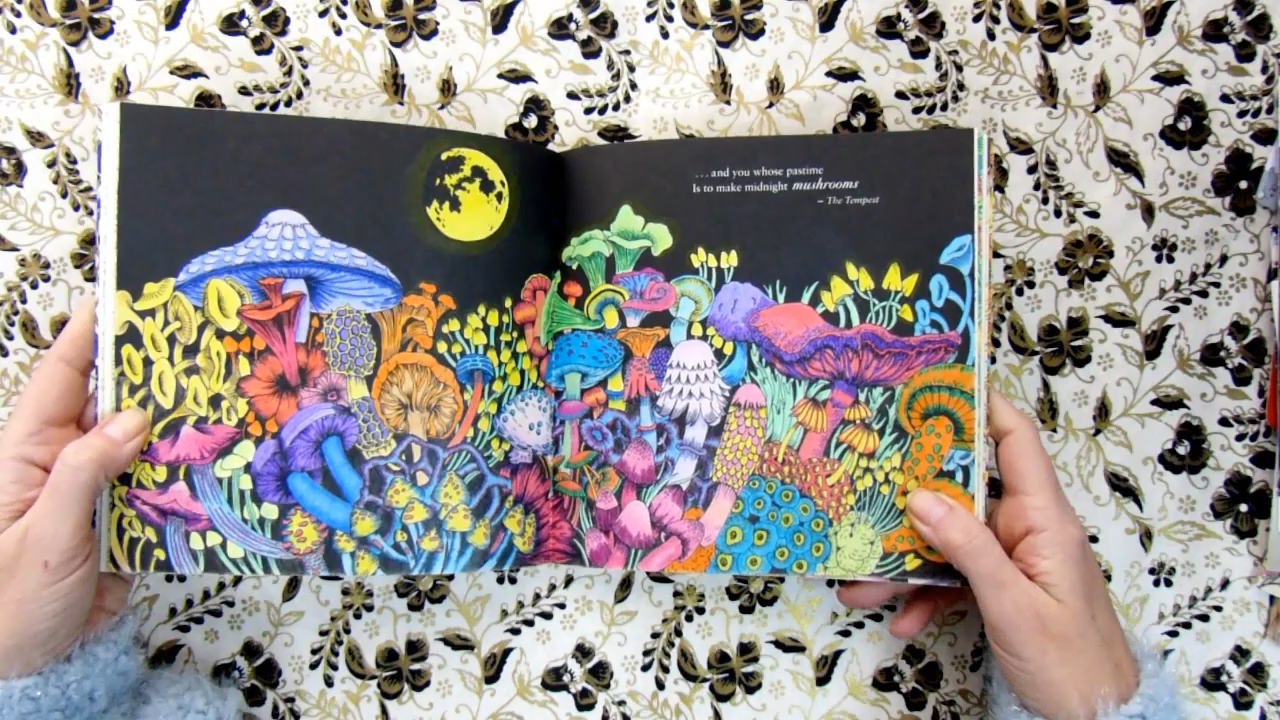 ...and you whose pastime
Is to make midnight mushrooms
– The Tempest